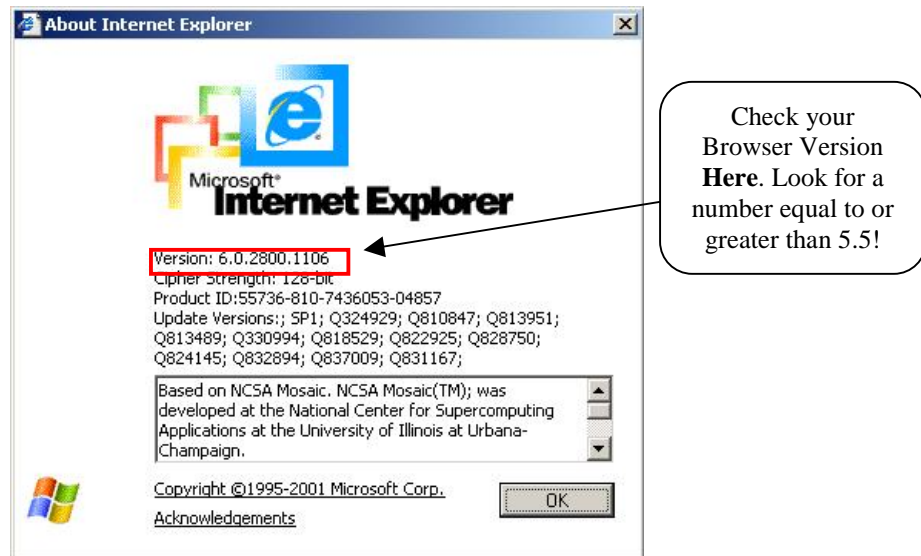 About Internet Explorer
Microsoft®
Internet Explorer
Version: 6.0.2800.1106
Cipher Strength: 128-bit
Product ID:55736-810-7436053-04857
Update Versions:; SP1; Q324929; Q810847; Q813951;
Q813489; Q330994; Q818529; Q822925; Q828750;
Q824145; Q832894; Q837009; Q831167;
Based on NCSA Mosaic. NCSA Mosaic(TM); was
developed at the National Center for Supercomputing
Applications at the University of Illinois at Urbana-
Champaign.
Copyright ©1995-2001 Microsoft Corp.
Acknowledgements
OK
Check your
Browser Version
Here. Look for a
number equal to or
greater than 5.5!